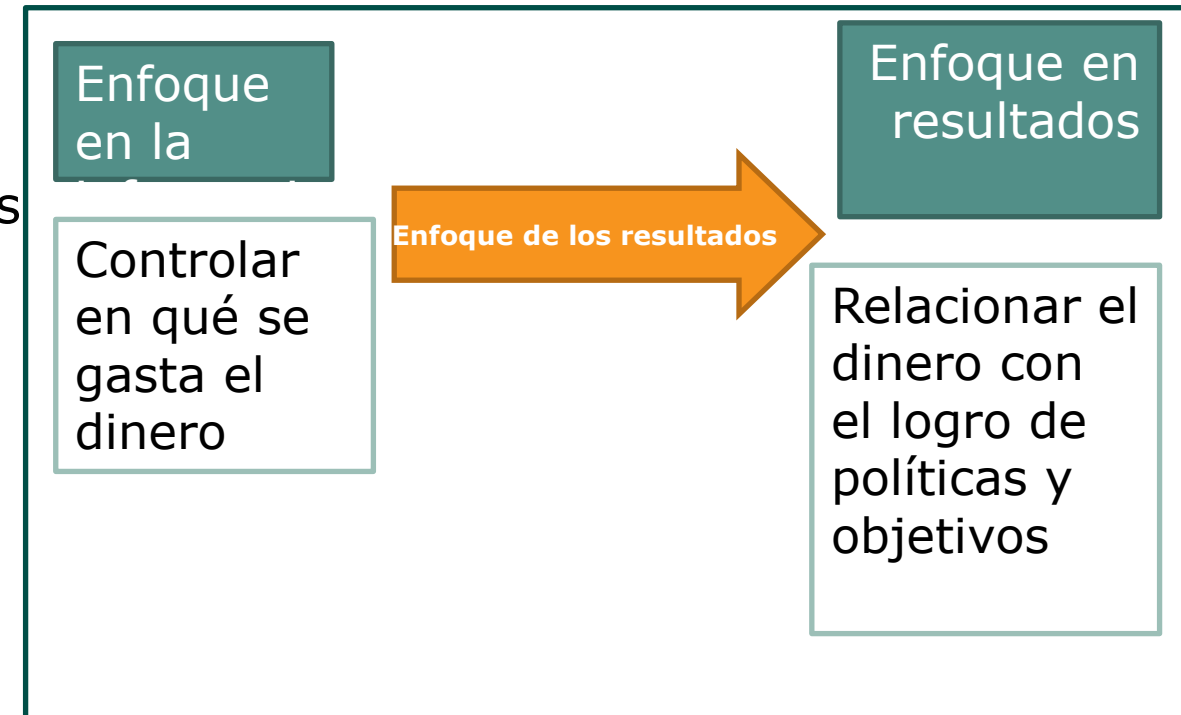 Enfoque
en la
s
Controlar
en qué se
gasta el
dinero
Enfoque de los resultados
Enfoque en
resultados
Relacionar el
dinero con
el logro de
políticas y
objetivos